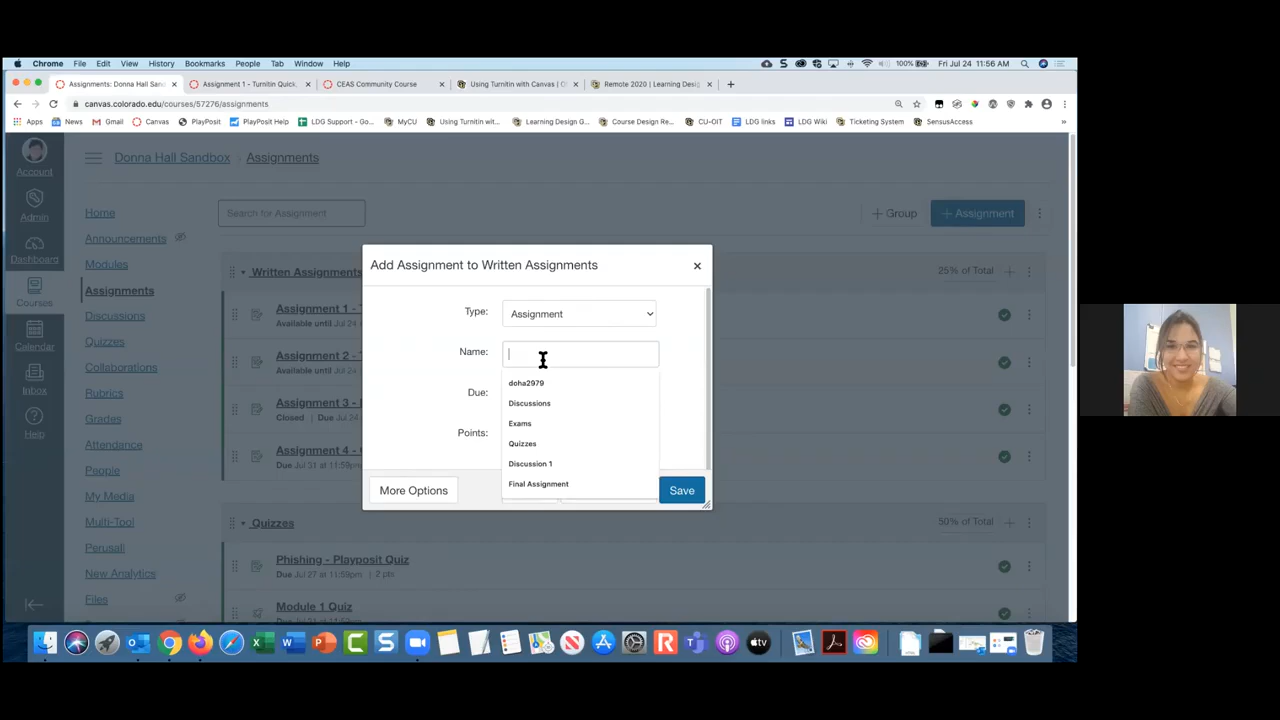 Chrome File Edit View History Bookmarks People Tab Window Help
100% Fri Jul 24 11:56 AM
Assignments: Donna Hall Sand
Assignment 1 - Turnitin Quick
CEAS Community Course
Using Turnitin with Canvas | O
Remote 2020 | Learning Desig
canvas.colorado.edu/courses/57276/assignments
Apps News Gmail Canvas PlayPosit PlayPosit Help LDG Support - Go... MyCU Using Turnitin wit... Learning Design G... Course Design Re... CU-OIT LDG links LDG Wiki Ticketing System SensusAccess »
Account
Admin
Dashboard
Courses
Calendar
Inbox
Help
Donna Hall Sandbox › Assignments
Home
Announcements
Modules
Assignments
Discussions
Quizzes
Collaborations
Rubrics
Grades
Attendance
People
My Media
Multi-Tool
Perusall
New Analytics
Files
Search for Assignment
+ Group
+ Assignment
Written Assignments
25% of Total
Assignment 1 - T
Available until Jul 24
Assignment 2 -
Available until Jul 24
Assignment 3 -
Closed | Due Jul 24
Assignment 4 -
Due Jul 31 at 11:59pm
Quizzes
50% of Total
Phishing - Playposit Quiz
Due Jul 27 at 11:59pm | 2 pts
Module 1 Quiz
Add Assignment to Written Assignments
Type: Assignment
Name:
doha2979
Discussions
Exams
Quizzes
Discussion 1
Final Assignment
Due:
Points:
More Options
Save
tv